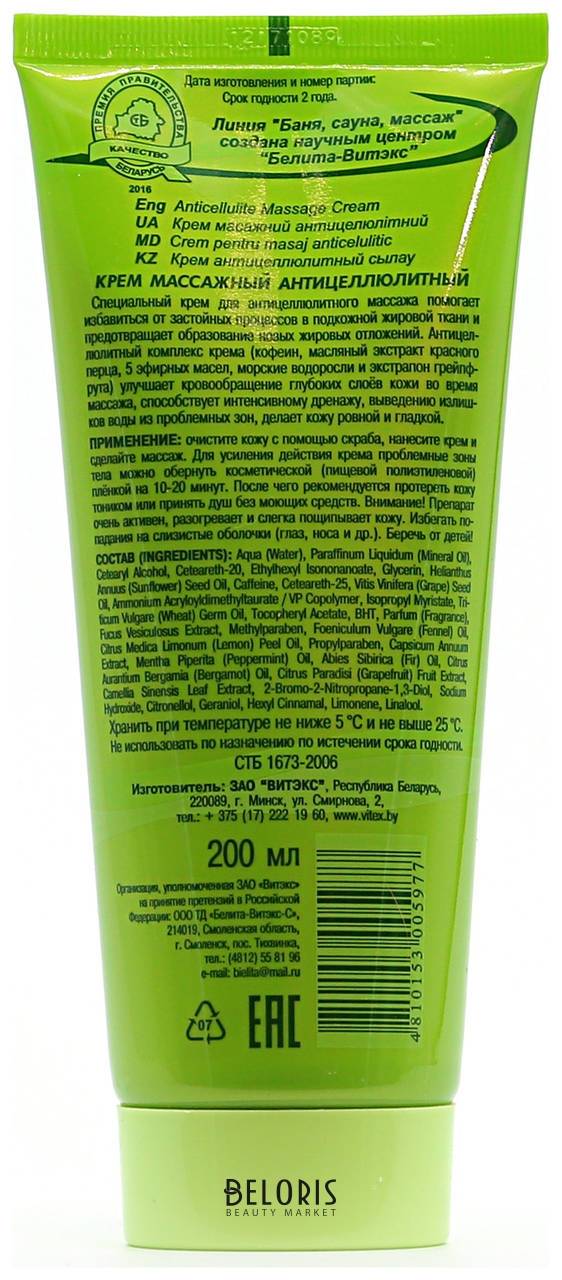 12171089
Дата изготовления и номер партии:
Срок годности 2 года.
ПРЕМИЯ ПРАВИТЕЛЬСТВА
СТБ
КАЧЕСТВО
БЕЛАРУСЬ
2016
Линия "Баня, сауна, массаж"
создана научным центром
"Белита-Витэкс"
Eng Anticellulite Massage Cream
UA Крем масажний антицелюлітний
MD Crem pentru masaj anticelulitic
KZ Крем антицеллюлитный сылау
КРЕМ МАССАЖНЫЙ АНТИЦЕЛЛЮЛИТНЫЙ
Специальный крем для антицеллюлитного массажа помогает
избавиться от застойных процессов в подкожной жировой ткани и
предотвращает образование новых жировых отложений. Антицел-
люлитный комплекс крема (кофеин, масляный экстракт красного
перца, 5 эфирных масел, морские водоросли и экстрапон грейпф-
рута) улучшает кровообращение глубоких слоёв кожи во время
массажа, способствует интенсивному дренажу, выведению излиш-
ков воды из проблемных зон, делает кожу ровной и гладкой.
ПРИМЕНЕНИЕ: очистите кожу с помощью скраба, нанесите крем и
сделайте массаж. Для усиления действия крема проблемные зоны
тела можно обернуть косметической (пищевой полиэтиленовой)
плёнкой на 10-20 минут. После чего рекомендуется протереть кожу
тоником или принять душ без моющих средств. Внимание! Препарат
очень активен, разогревает и слегка пощипывает кожу. Избегать по-
падания на слизистые оболочки (глаз, носа и др.). Беречь от детей!
СОСТАВ (INGREDIENTS): Aqua (Water), Paraffinum Liquidum (Mineral Oil),
Cetearyl Alcohol, Ceteareth-20, Ethylhexyl Isononanoate, Glycerin, Helianthus
Annuus (Sunflower) Seed Oil, Caffeine, Ceteareth-25, Vitis Vinifera (Grape) Seed
Oil, Ammonium Acryloyldimethyltaurate / VP Copolymer, Isopropyl Myristate, Tri-
ticum Vulgare (Wheat) Germ Oil, Tocopheryl Acetate, BHT, Parfum (Fragrance),
Fucus Vesiculosus Extract, Methylparaben, Foeniculum Vulgare (Fennel) Oil,
Citrus Medica Limonum (Lemon) Peel Oil, Propylparaben, Capsicum Annuum
Extract, Mentha Piperita (Peppermint) Oil, Abies Sibirica (Fir) Oil, Citrus
Aurantium Bergamia (Bergamot) Oil, Citrus Paradisi (Grapefruit) Fruit Extract,
Camellia Sinensis Leaf Extract, 2-Bromo-2-Nitropropane-1,3-Diol, Sodium
Hydroxide, Citronellol, Geraniol, Hexyl Cinnamal, Limonene, Linalool.
Хранить при температуре не ниже 5°С и не выше 25°С.
Не использовать по назначению по истечении срока годности.
СТБ 1673-2006
Изготовитель: ЗАО "ВИТЭКС", Республика Беларусь,
220089, г. Минск, ул. Смирнова, 2,
тел.: + 375 (17) 222 19 60, www.vitex.by
200 мл
Организация, уполномоченная ЗАО «Витэкс»
на принятие претензий в Российской
Федерации: ООО ТД «Белита-Витэкс-С»,
214019, Смоленская область,
г. Смоленск, пос. Тихвинка,
тел.: (4812) 55 81 96
e-mail: bielita@mail.ru
07
EAC
4 810153 005977
BELORIS
BEAUTY MARKET